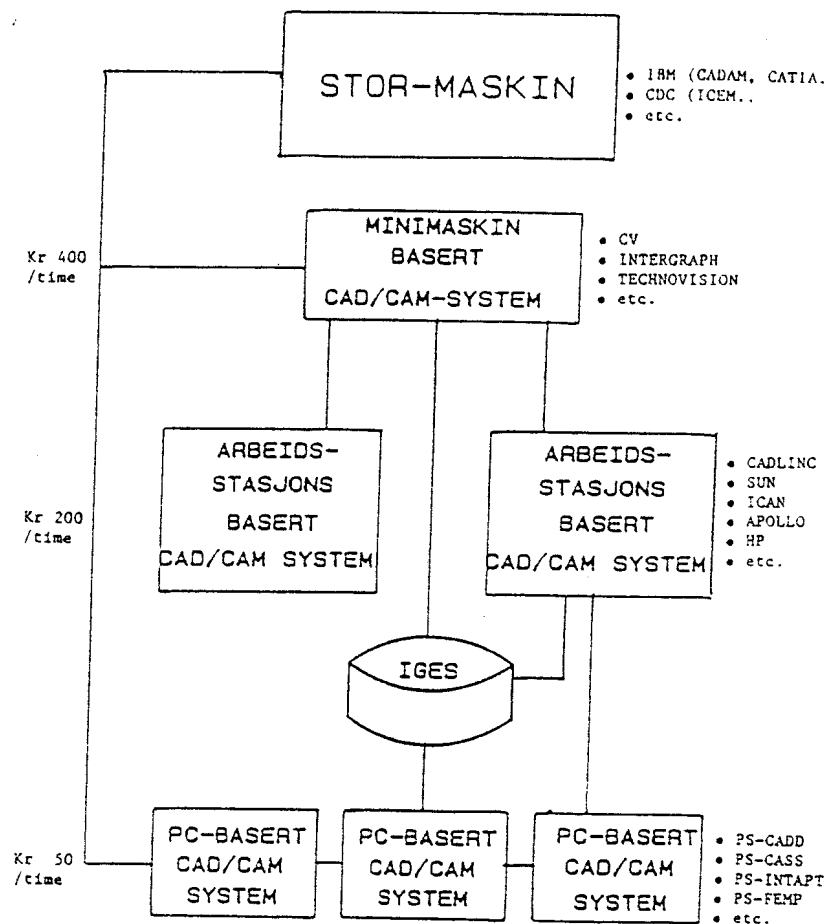 STOR-MASKIN
• IBM (CADAM, CATIA.
• CDC (ICEM..
• etc.
Kr 400
/time
MINIMASKIN
BASERT
CAD/CAM-SYSTEM
• CV
• INTERGRAPH
• TECHNOVISION
• etc.
Kr 200
/time
ARBEIDS-
STASJONS
BASERT
CAD/CAM SYSTEM
ARBEIDS-
STASJONS
BASERT
CAD/CAM SYSTEM
• CADLINC
• SUN
• ICAN
• APOLLO
• HP
• etc.
IGES
Kr 50
/time
PC-BASERT
CAD/CAM
SYSTEM
PC-BASERT
CAD/CAM
SYSTEM
PC-BASERT
CAD/CAM
SYSTEM
• PS-CADD
• PS-CASS
• PS-INTAPT
• PS-FEMP
• etc.